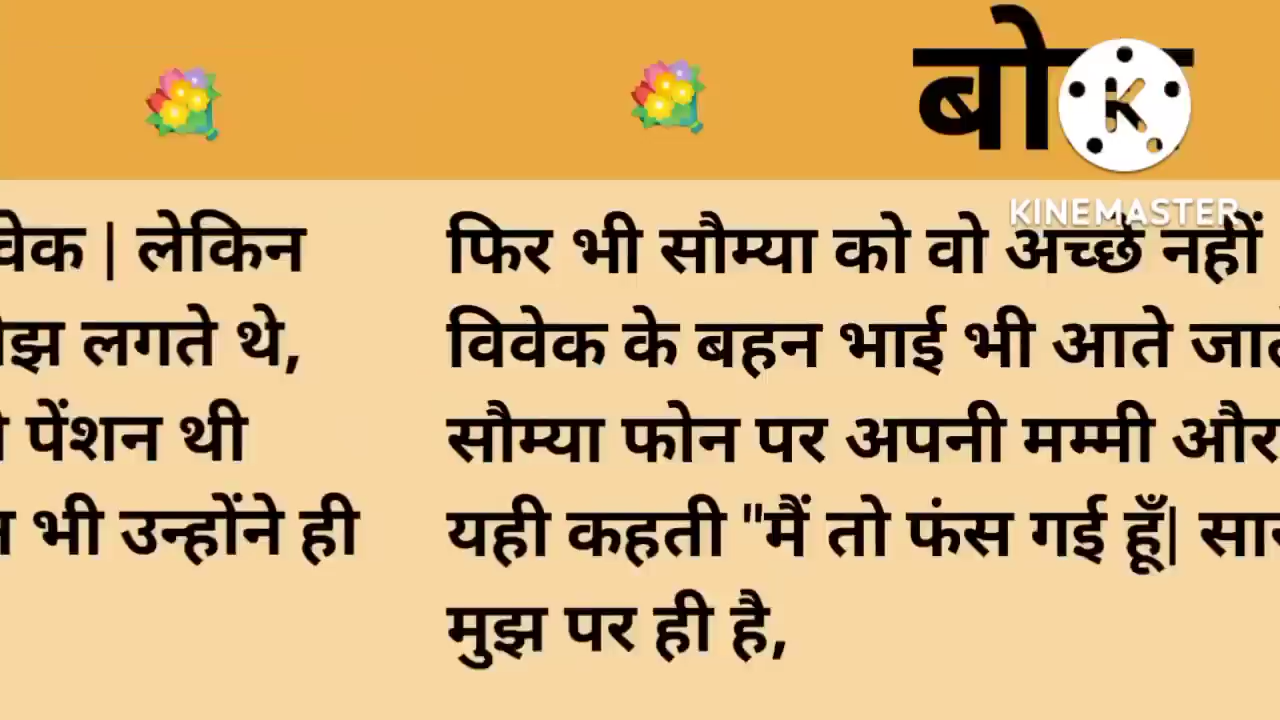 KINEMASTER
वेक | लेकिन
लगते थे,
पेंशन थी
भी उन्होंने ही
फिर भी सौम्या को वो अच्छे नहीं
विवेक के बहन भाई भी आते
सौम्या फोन पर अपनी मम्मी और
यही कहती "मैं तो फंस गई हूँ|
मुझ पर ही है,